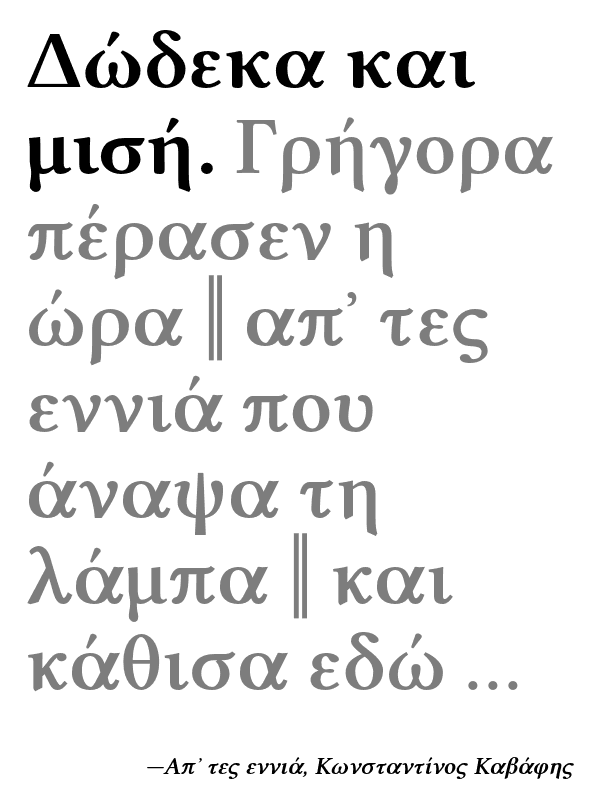 Δώδεκα και
μισή. Γρήγορα
πέρασεν η
ώρα ‖ απ’ τες
εννιά που
άναψα τη
λάμπα ‖ και
κάθισα εδώ …
—Απ’ τες εννιά, Κωνσταντίνος Καβάφης